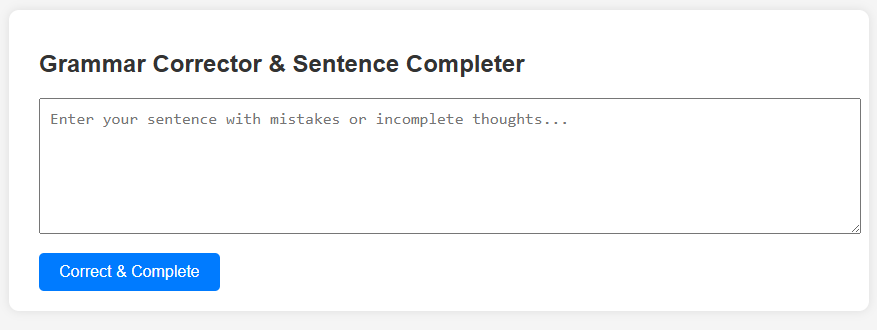 Grammar Corrector & Sentence Completer
Enter your sentence with mistakes or incomplete thoughts...
Correct & Complete